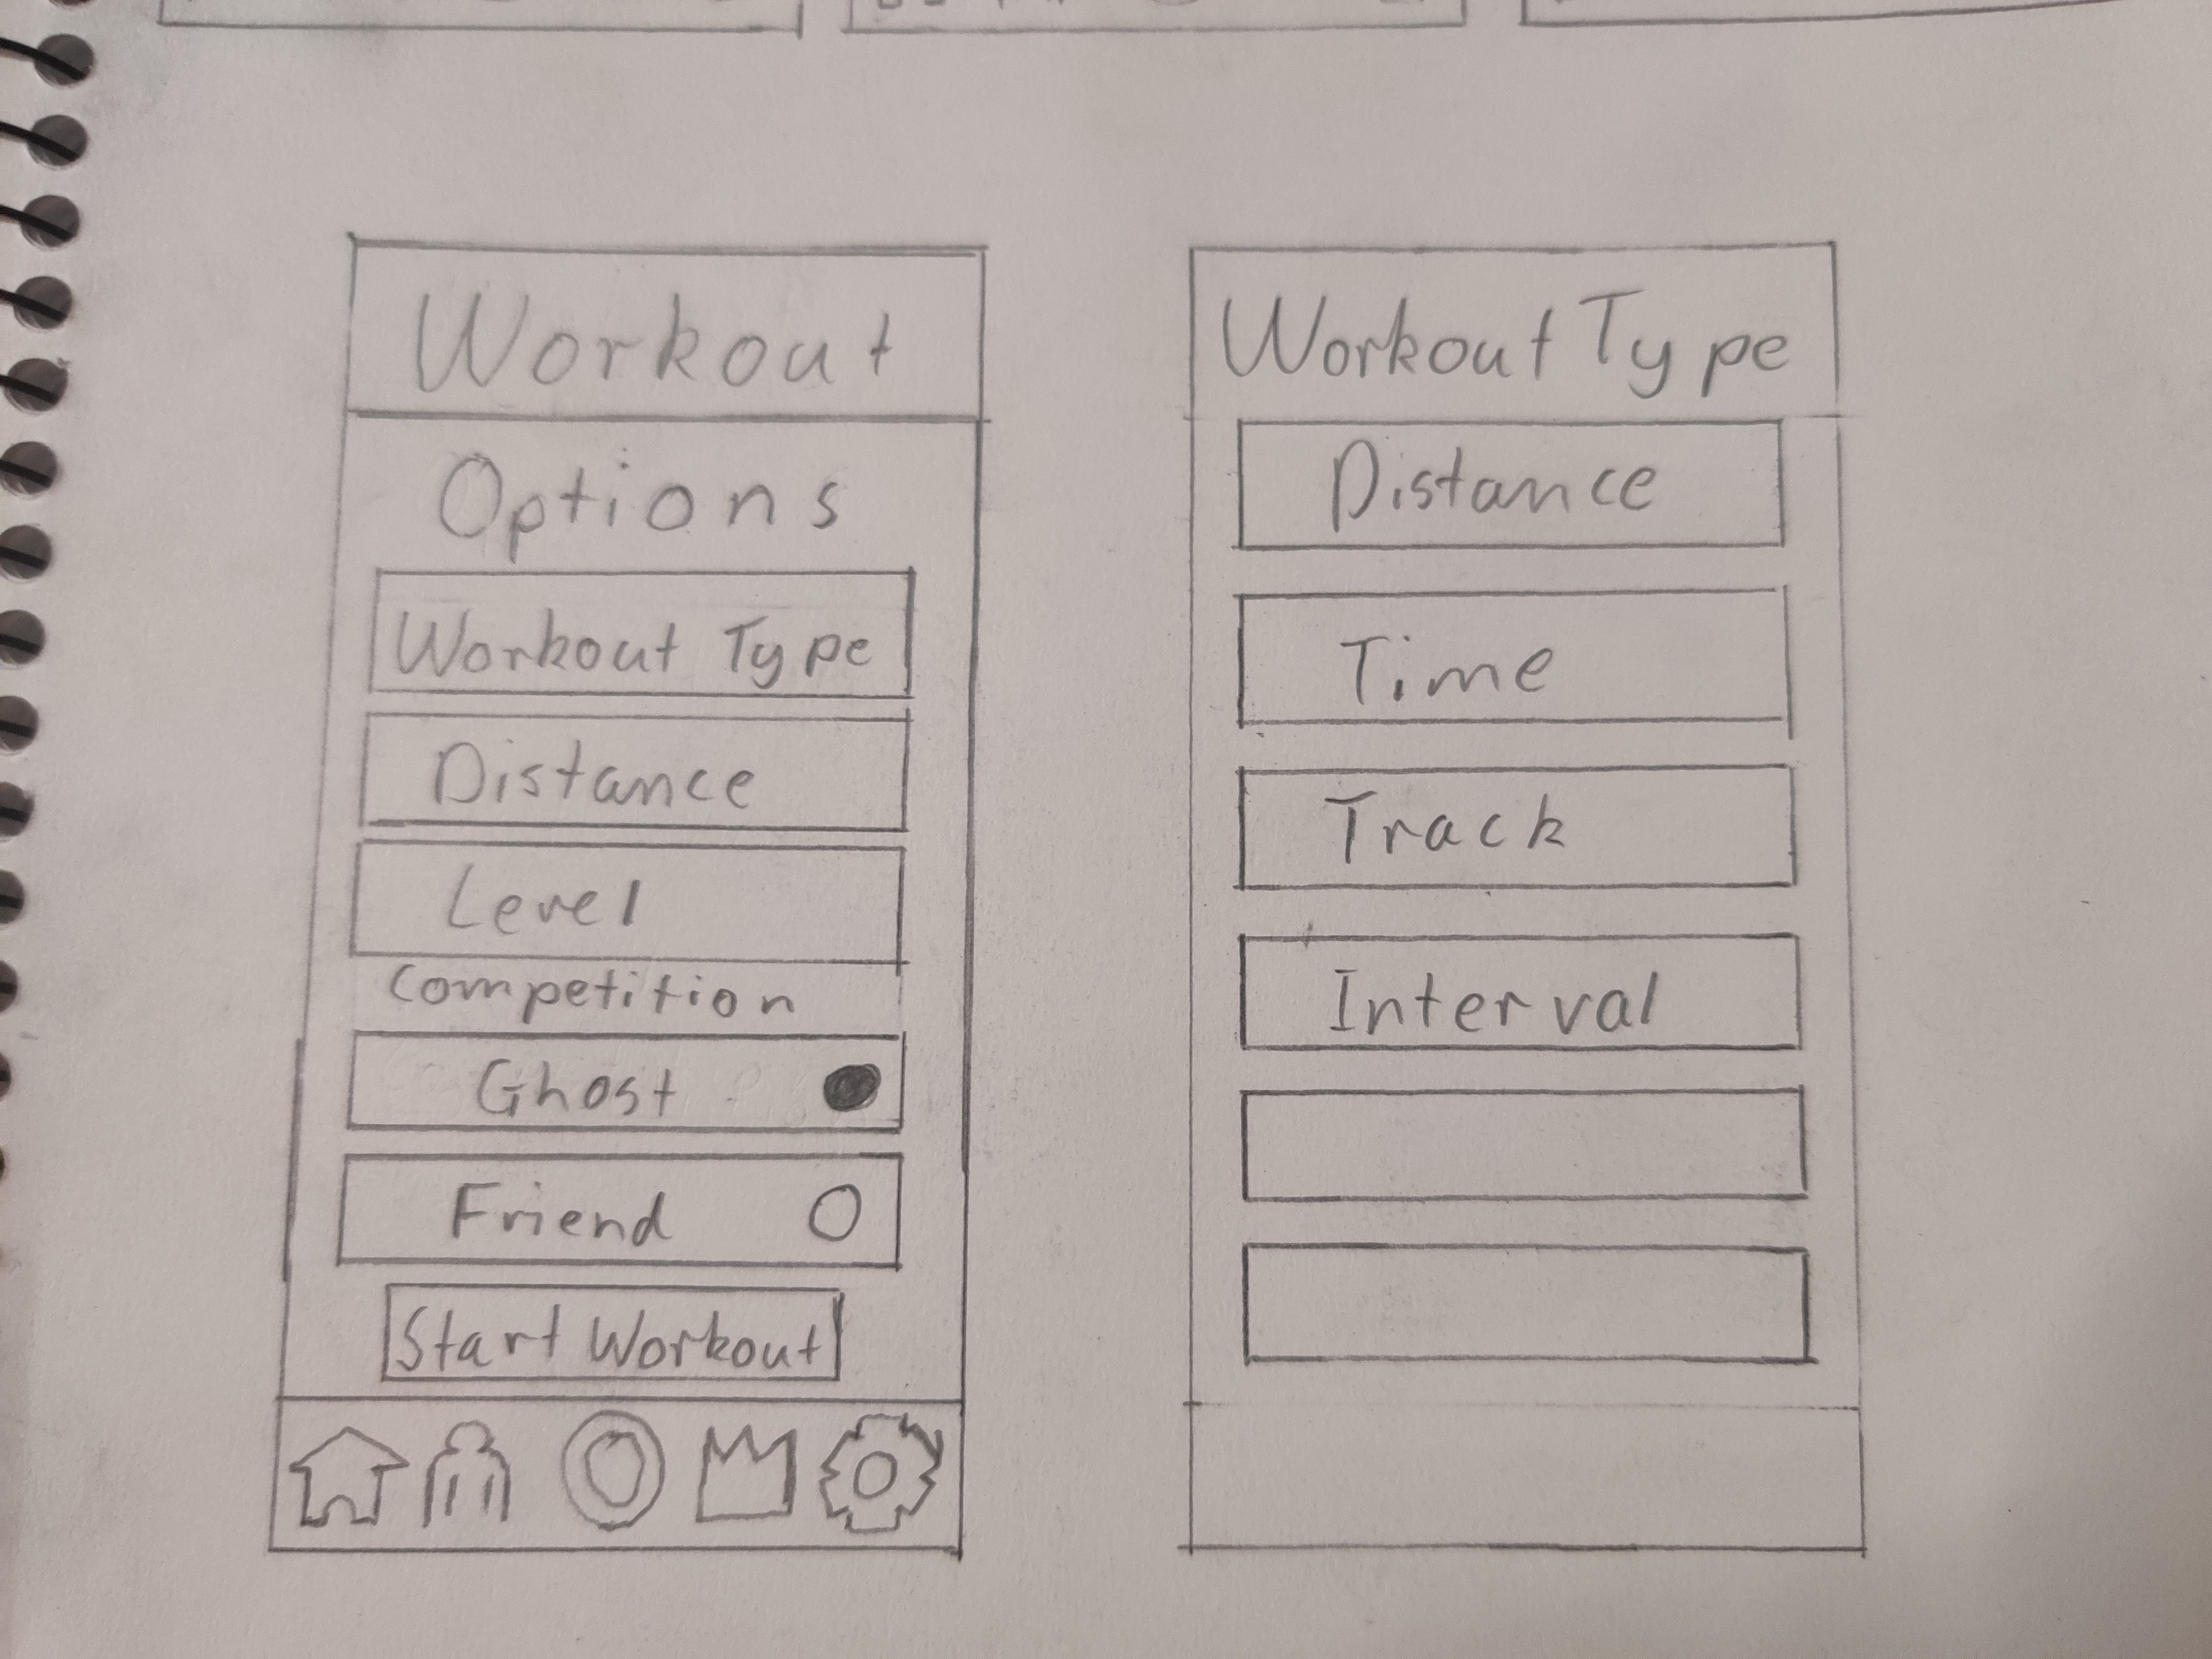 Workout
Options
Workout Type
Distance
Level
Competition
Ghost
Friend
Start Workout
Workout Type
Distance
Time
Track
Interval